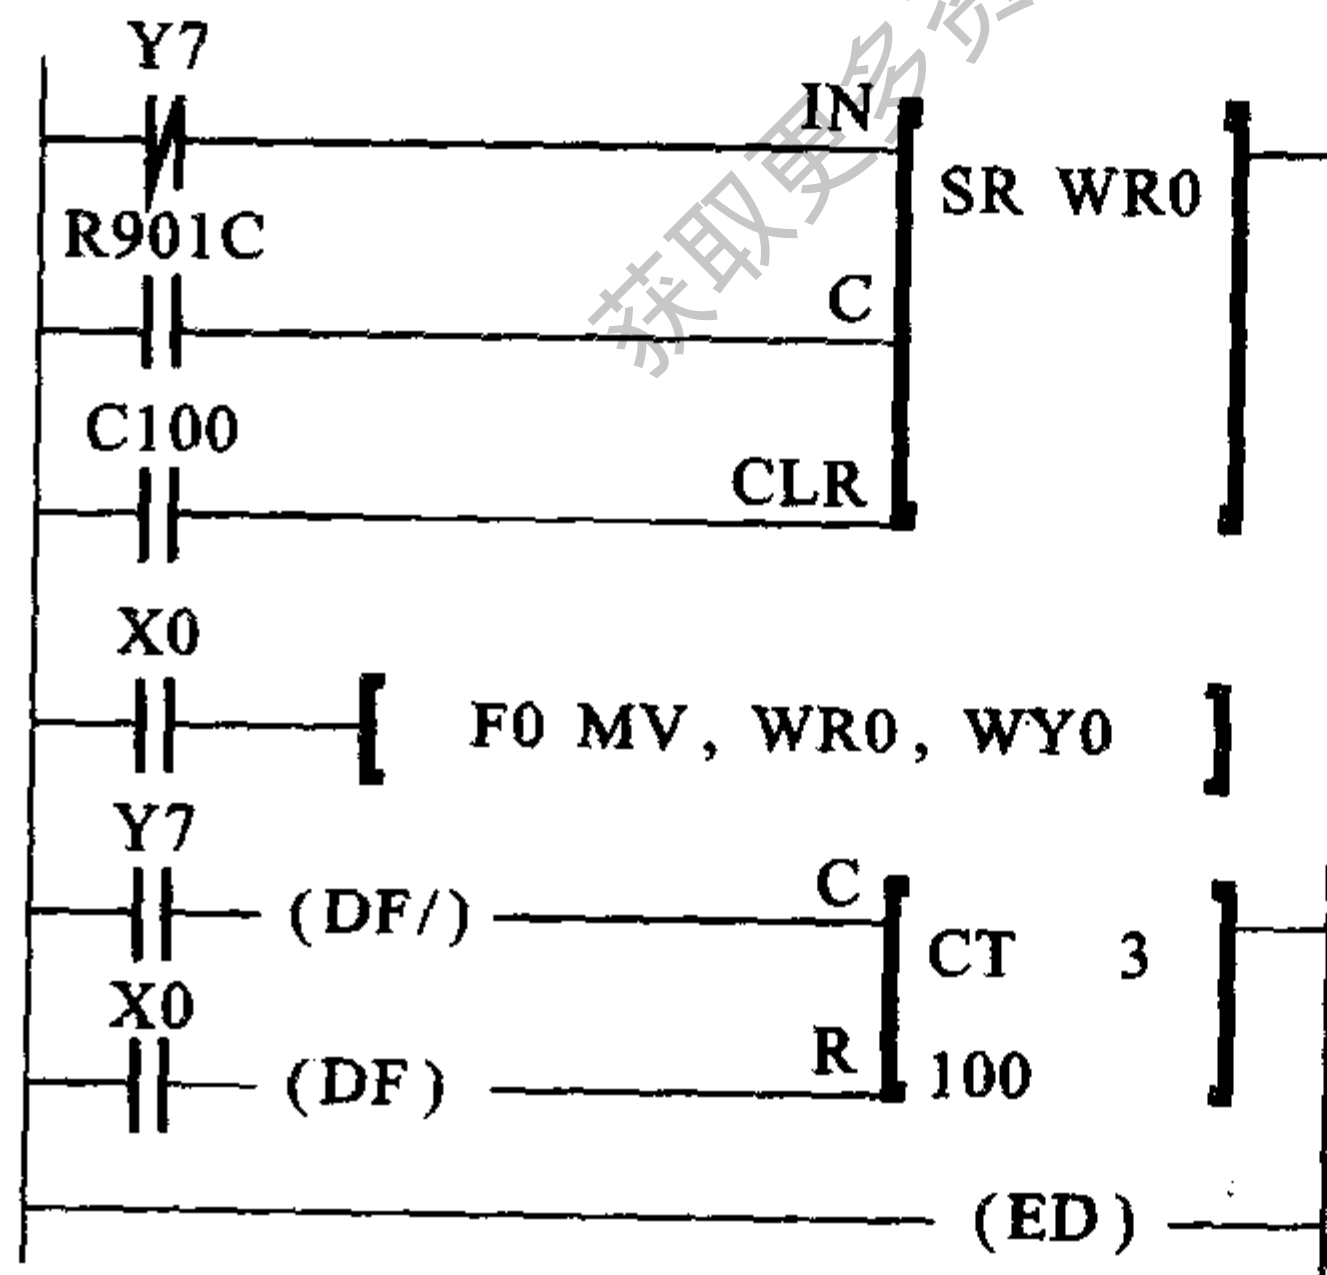 Y7
IN
SR WR0
R901C
C
C100
CLR
X0
F0 MV, WR0, WY0
Y7
(DF/)
C
CT 3
X0
(DF)
R
100
(ED)
获取更多